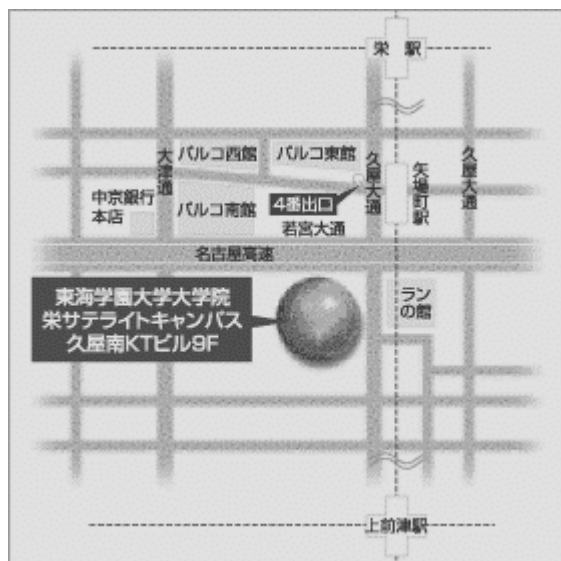 栄 駅
大津通
パルコ西館
パルコ東館
久屋大通
矢場町駅
久屋大通
中京銀行
本店
パルコ南館
4番出口
若宮大通
名古屋高速
東海学園大学大学院
栄サテライトキャンパス
久屋南KTビル9F
ラン
の館
上前津駅